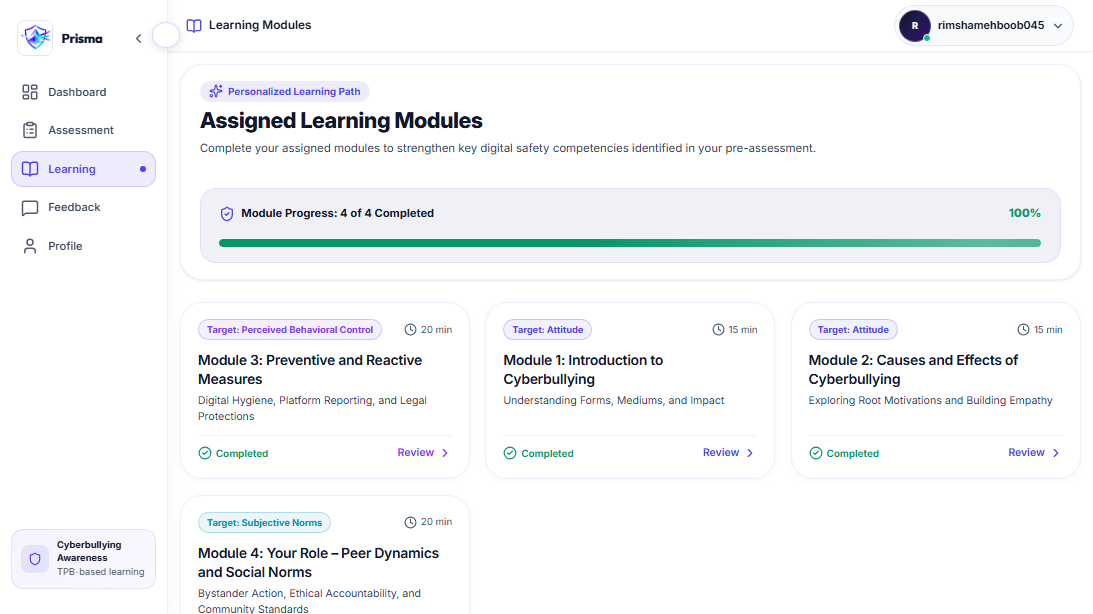 Prisma
Dashboard
Assessment
Learning
Feedback
Profile
Cyberbullying
Awareness
TPB-based learning
Learning Modules
R
rimshamehboob045
Personalized Learning Path
Assigned Learning Modules
Complete your assigned modules to strengthen key digital safety competencies identified in your pre-assessment.
Module Progress: 4 of 4 Completed
100%
Target: Perceived Behavioral Control
20 min
Module 3: Preventive and Reactive
Measures
Digital Hygiene, Platform Reporting, and Legal
Protections
Completed
Review
Target: Attitude
15 min
Module 1: Introduction to
Cyberbullying
Understanding Forms, Mediums, and Impact
Completed
Review
Target: Attitude
15 min
Module 2: Causes and Effects of
Cyberbullying
Exploring Root Motivations and Building Empathy
Completed
Review
Target: Subjective Norms
20 min
Module 4: Your Role – Peer Dynamics
and Social Norms
Bystander Action, Ethical Accountability, and
Community Standards